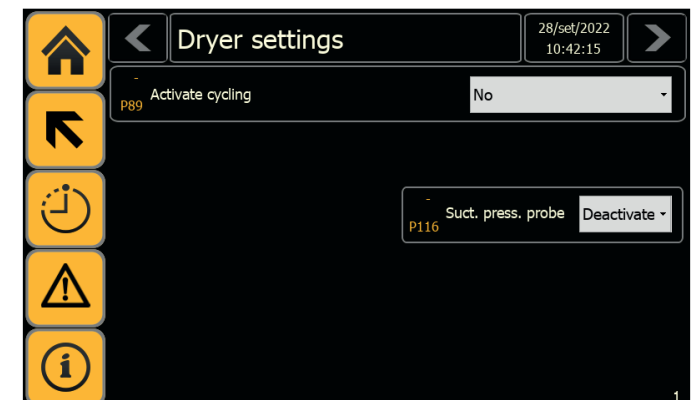 Dryer settings
28/set/2022
10:42:15
-
P89 Activate cycling No
-
P116 Suct. press. probe Deactivate
1